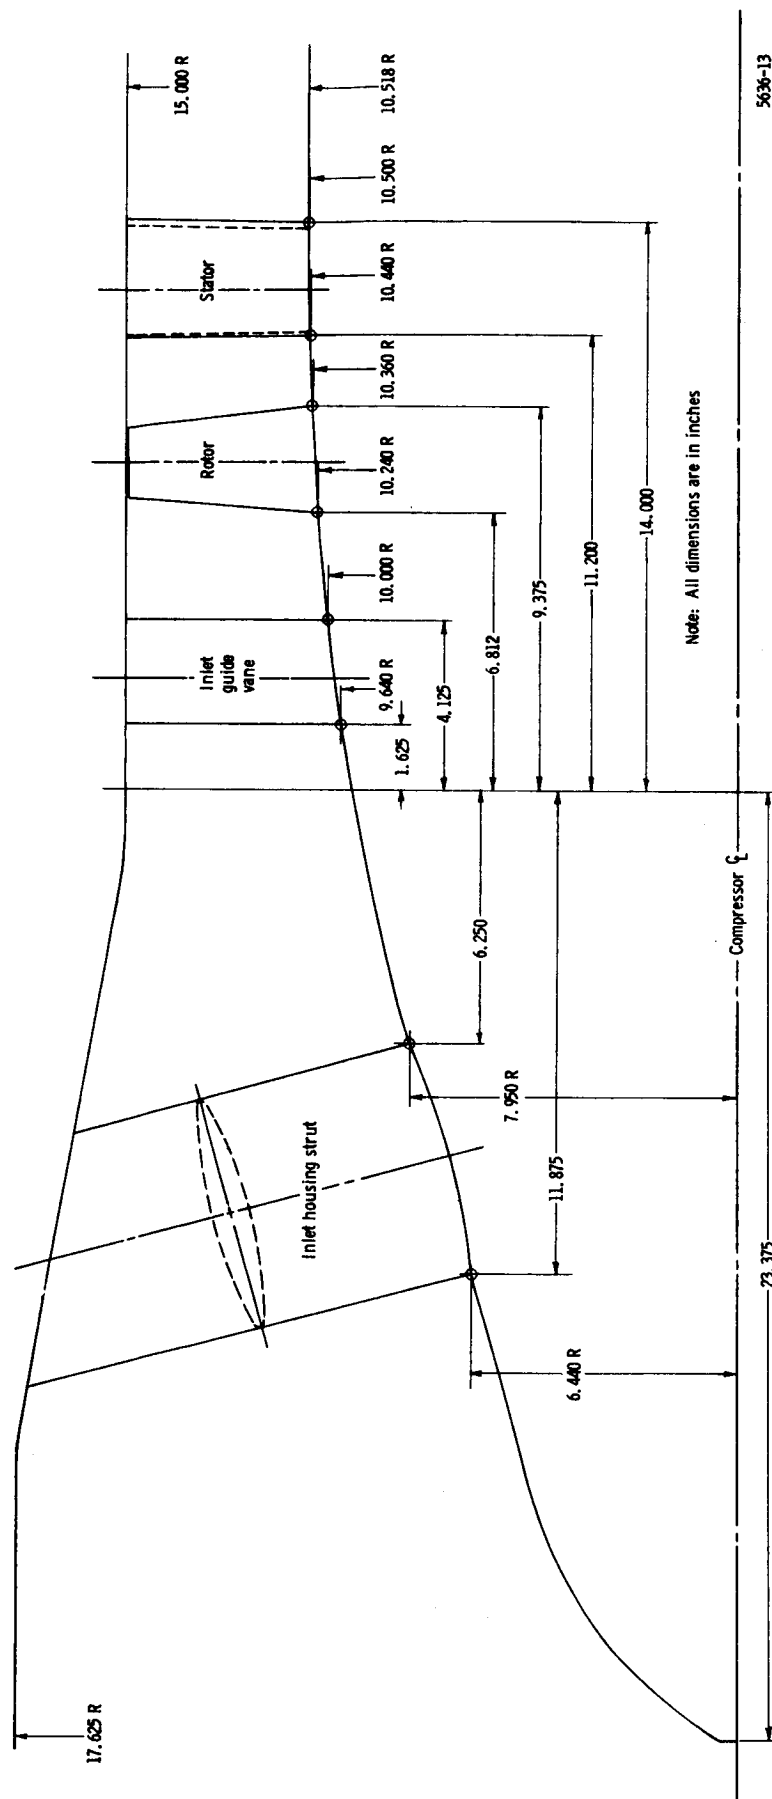 17.625 R
15.000 R
Inlet housing strut
Inlet
guide
vane
Rotor
Stator
9.640 R
10.000 R
10.240 R
10.360 R
10.440 R
10.500 R
10.518 R
1.625
4.125
6.812
9.375
11.200
14.000
6.250
7.950 R
11.875
6.440 R
Note: All dimensions are in inches
Compressor ℄
23.375
5636-13